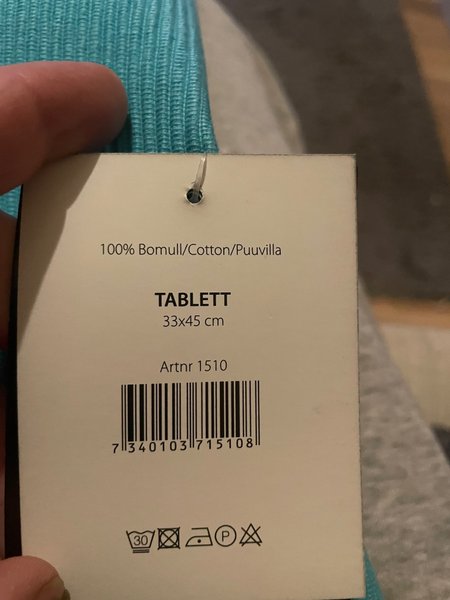 100% Bomull/Cotton/Puuvilla
TABLETT
33x45 cm
Artnr 1510
7 340103 715108
30 P